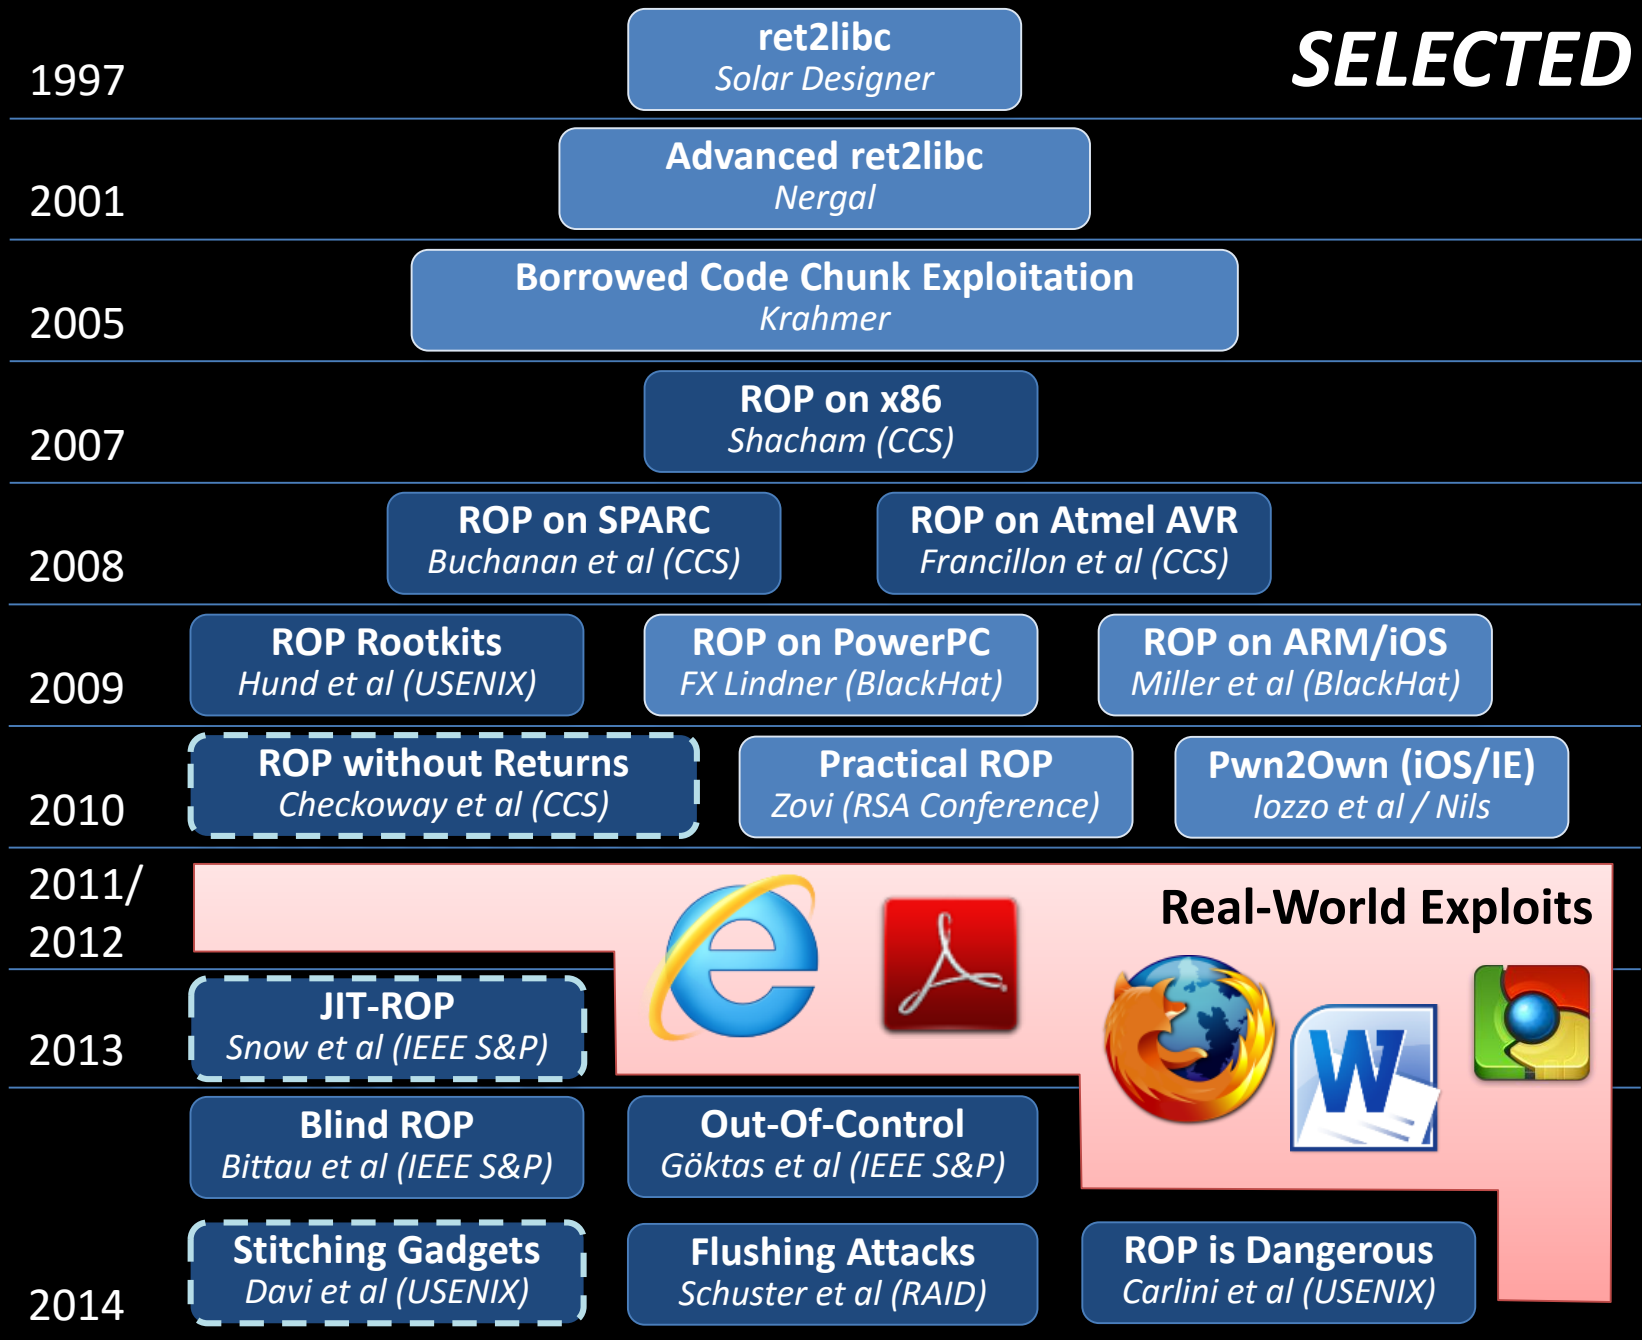 SELECTED
1997
ret2libc
Solar Designer
2001
Advanced ret2libc
Nergal
2005
Borrowed Code Chunk Exploitation
Krahmer
2007
ROP on x86
Shacham (CCS)
2008
ROP on SPARC
Buchanan et al (CCS)
ROP on Atmel AVR
Francillon et al (CCS)
2009
ROP Rootkits
Hund et al (USENIX)
ROP on PowerPC
FX Lindner (BlackHat)
ROP on ARM/iOS
Miller et al (BlackHat)
2010
ROP without Returns
Checkoway et al (CCS)
Practical ROP
Zovi (RSA Conference)
Pwn2Own (iOS/IE)
Iozzo et al / Nils
2011/
2012
Real-World Exploits
2013
JIT-ROP
Snow et al (IEEE S&P)
W
Blind ROP
Bittau et al (IEEE S&P)
Out-Of-Control
Göktas et al (IEEE S&P)
2014
Stitching Gadgets
Davi et al (USENIX)
Flushing Attacks
Schuster et al (RAID)
ROP is Dangerous
Carlini et al (USENIX)